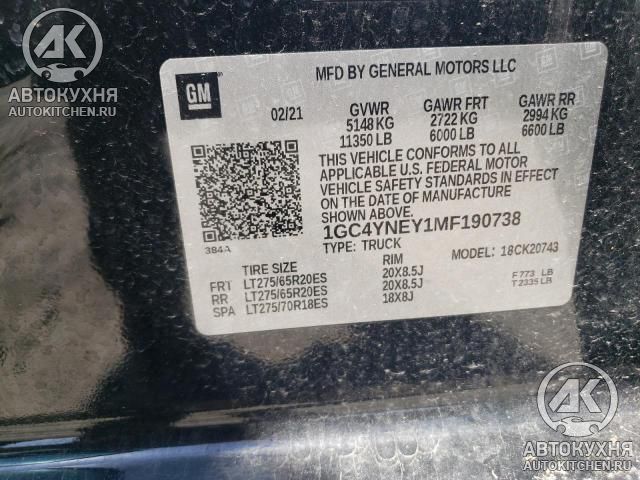 AK
АВТОКУХНЯ
AUTOKITCHEN.RU
GM
MFD BY GENERAL MOTORS LLC
02/21
GVWR
5148 KG
11350 LB
GAWR FRT
2722 KG
6000 LB
GAWR RR
2994 KG
6600 LB
THIS VEHICLE CONFORMS TO ALL
APPLICABLE U.S. FEDERAL MOTOR
VEHICLE SAFETY STANDARDS IN EFFECT
ON THE DATE OF MANUFACTURE
SHOWN ABOVE.
1GC4YNEY1MF190738
TYPE: TRUCK
MODEL: 18CK20743
384A
TIRE SIZE
RIM
FRT LT275/65R20ES 20X8.5J
RR LT275/65R20ES 20X8.5J
SPA LT275/70R18ES 18X8J
F 773 LB
T 2335 LB
AK
АВТОКУХНЯ
AUTOKITCHEN.RU